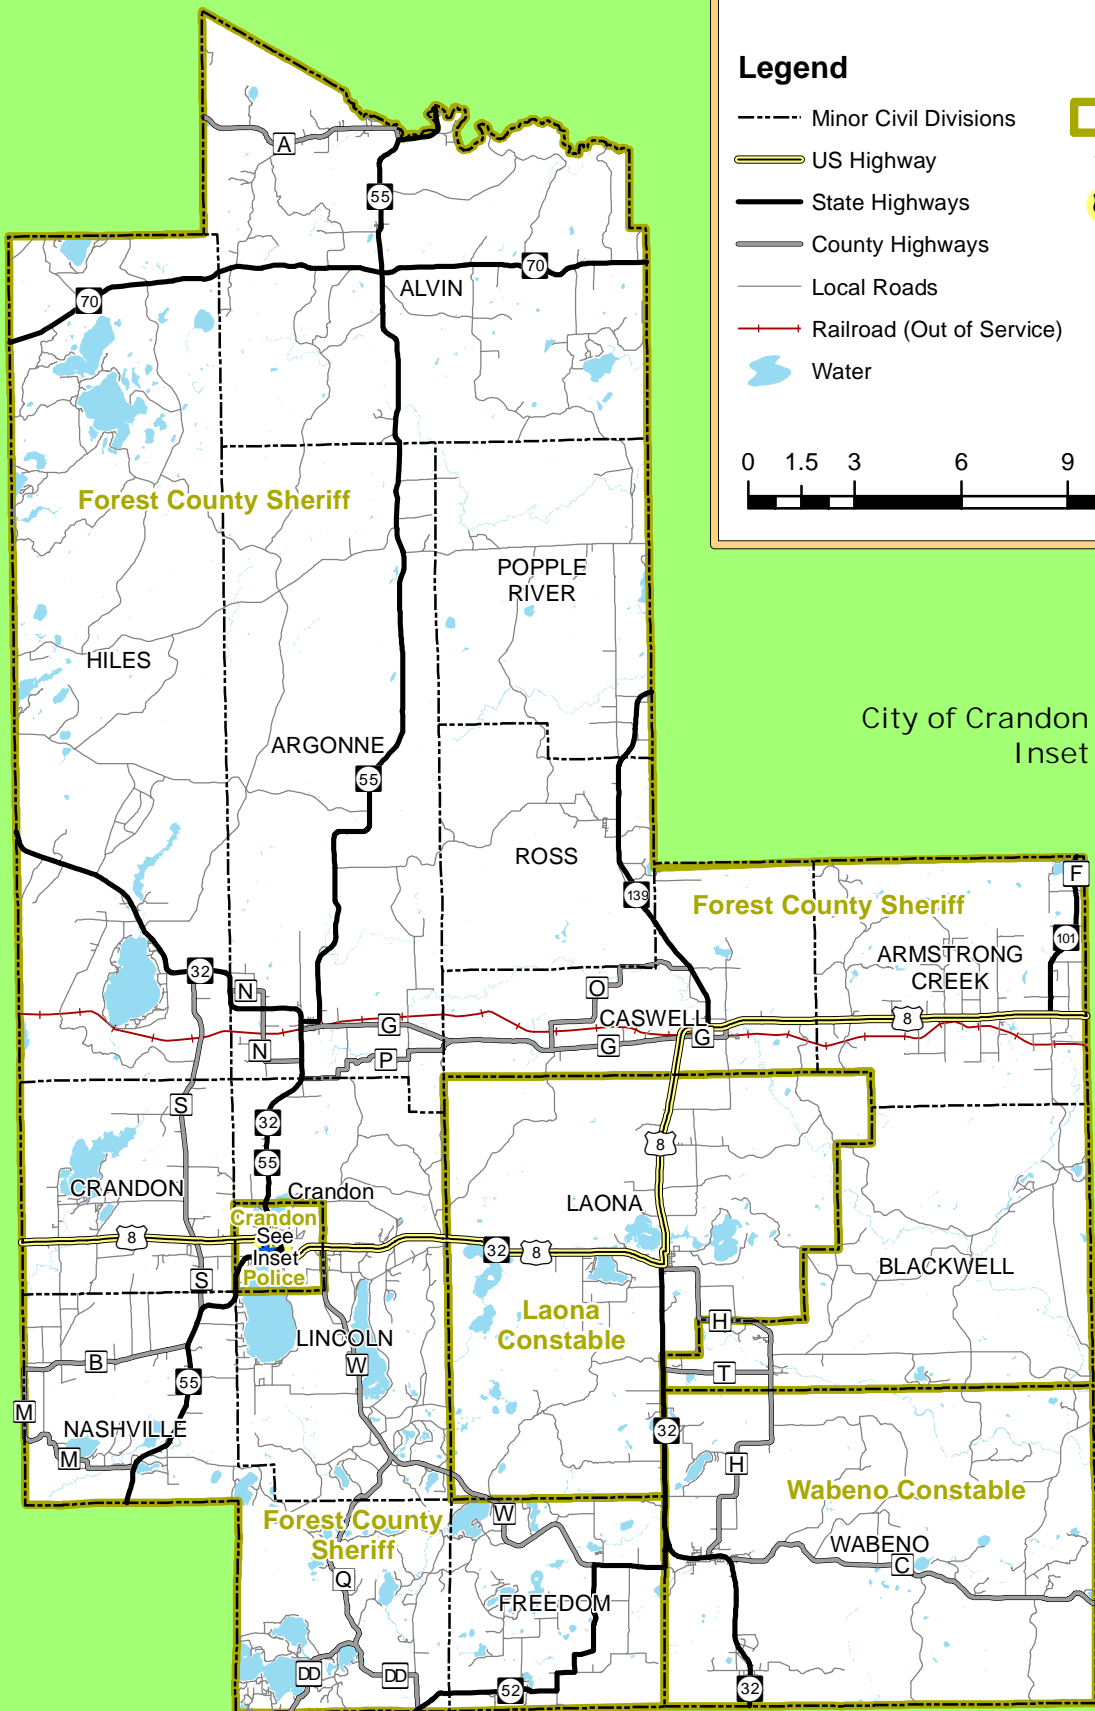 Legend
Minor Civil Divisions
US Highway
State Highways
County Highways
Local Roads
Railroad (Out of Service)
Water
0 1.5 3 6 9
A
55
70
70
ALVIN
Forest County Sheriff
POPPLE
RIVER
HILES
City of Crandon
Inset
ARGONNE
55
ROSS
F
139
Forest County Sheriff
101
ARMSTRONG
CREEK
32
N
O
G
CASWELL
8
G
N
G
P
S
32
8
55
CRANDON
Crandon
LAONA
Crandon
8
See
32
8
Inset
Police
S
BLACKWELL
Laona
Constable
H
LINCOLN
B
W
T
55
M
NASHVILLE
32
M
H
Wabeno Constable
W
Forest County
Sheriff
WABENO
C
Q
FREEDOM
DD
DD
52
32